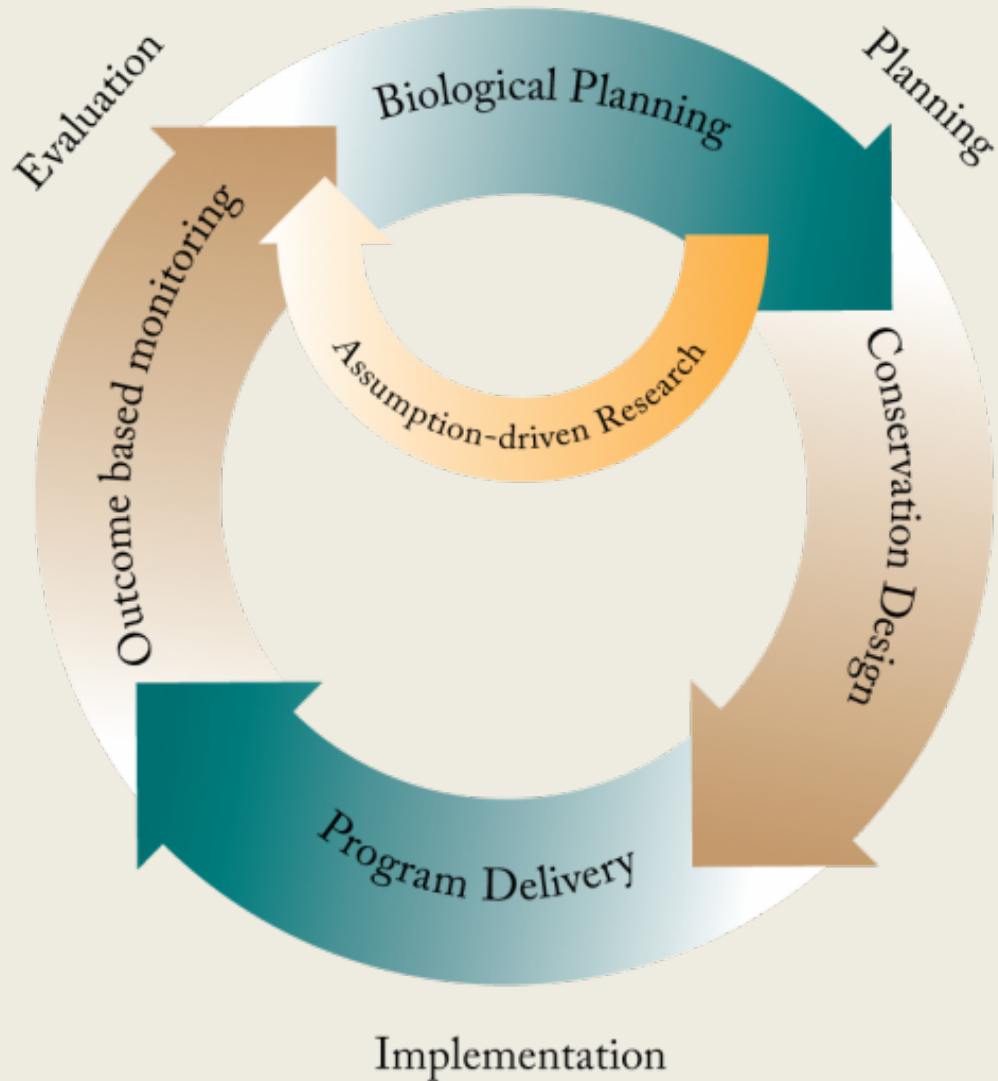 Evaluation
Planning
Biological Planning
Assumption-driven Research
Conservation Design
Outcome based monitoring
Program Delivery
Implementation